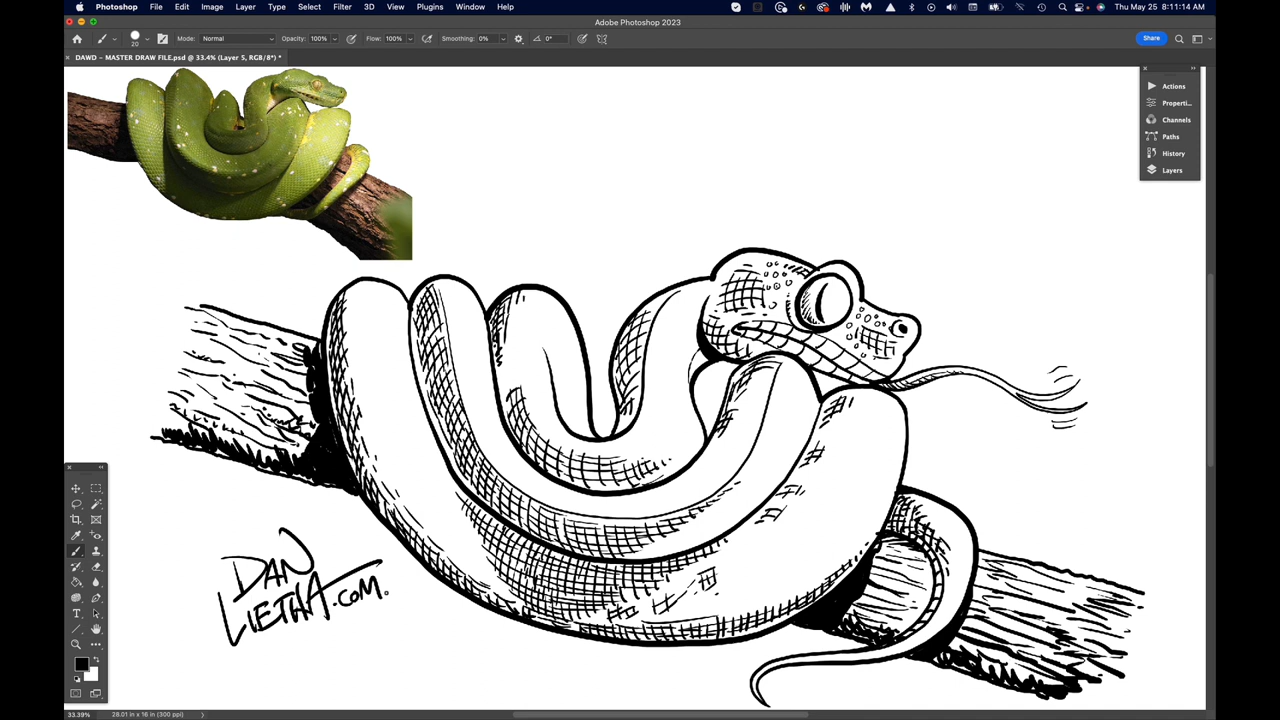 Photoshop File Edit Image Layer Type Select Filter 3D View Plugins Window Help Thu May 25 8:11:14 AM
Adobe Photoshop 2023
20 Mode: Normal Opacity: 100% Flow: 100% Smoothing: 0% 0° Share
DAWD - MASTER DRAW FILE.psd @ 33.4% (Layer 5, RGB/8*) *
Actions
Properti...
Channels
Paths
History
Layers
DAN
LIETHA.COM.
33.39% 28.01 in x 16 in (300 ppi)